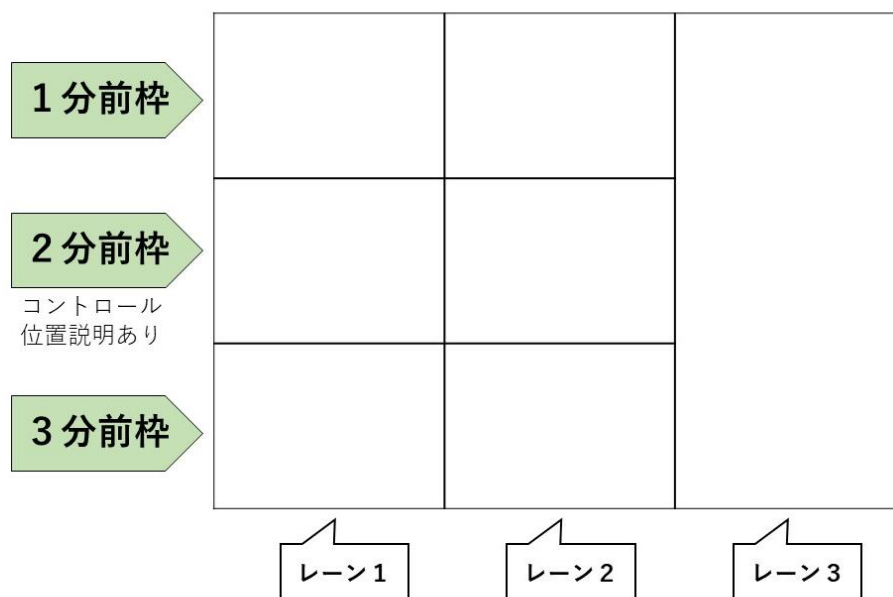 1分前枠
2分前枠
コントロール
位置説明あり
3分前枠
レーン1
レーン2
レーン3